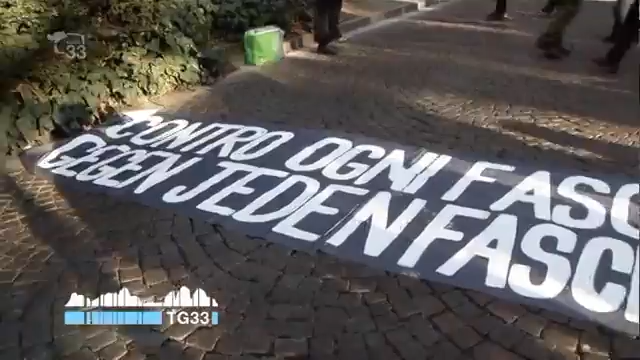 33
CONTRO OGNI FASC
GEGEN JEDEN FASC
TG33